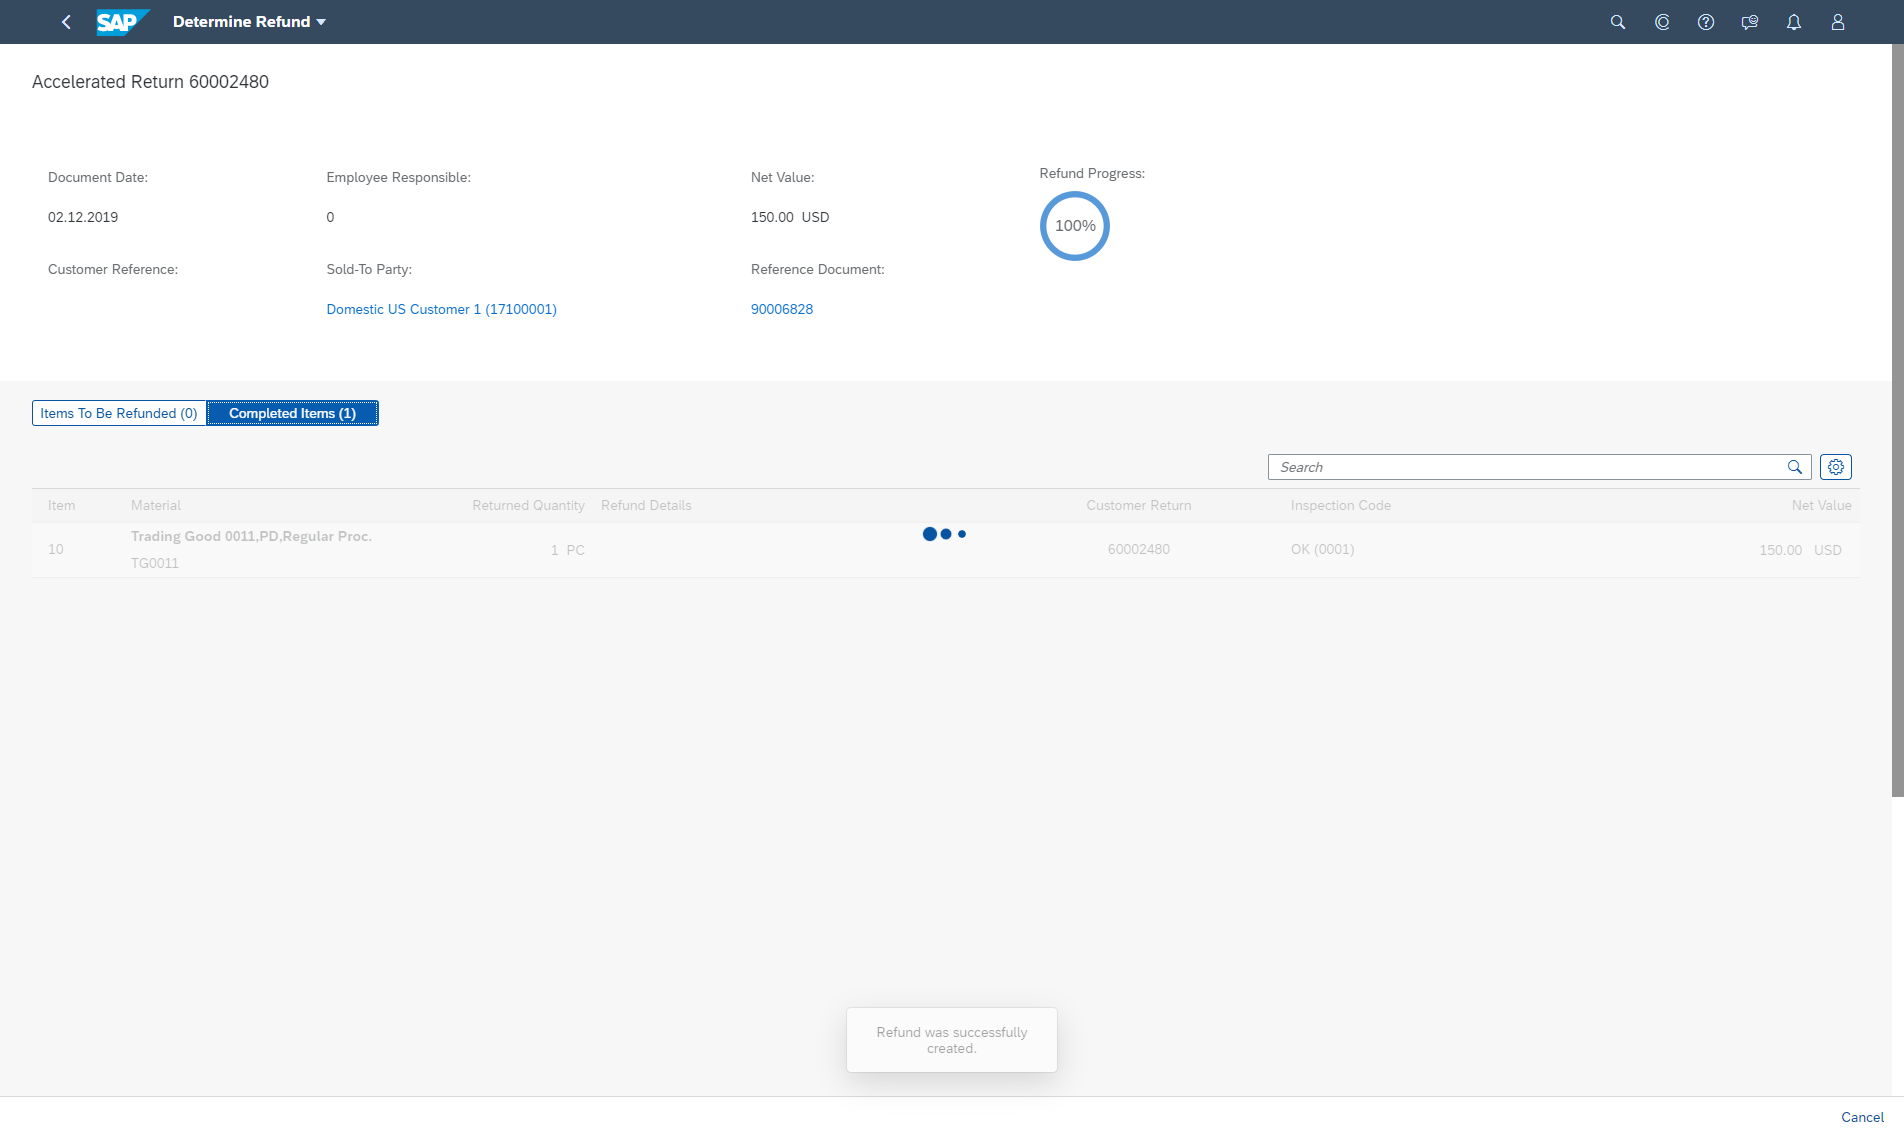 SAP Determine Refund
Accelerated Return 60002480
Document Date:
02.12.2019
Employee Responsible:
0
Net Value:
150.00 USD
Refund Progress:
100%
Customer Reference:
Sold-To Party:
Domestic US Customer 1 (17100001)
Reference Document:
90006828
Items To Be Refunded (0) Completed Items (1)
Search
Item Material Returned Quantity Refund Details Customer Return Inspection Code Net Value
10 Trading Good 0011,PD,Regular Proc. 1 PC 60002480 OK (0001) 150.00 USD
TG0011
Refund was successfully
created.
Cancel